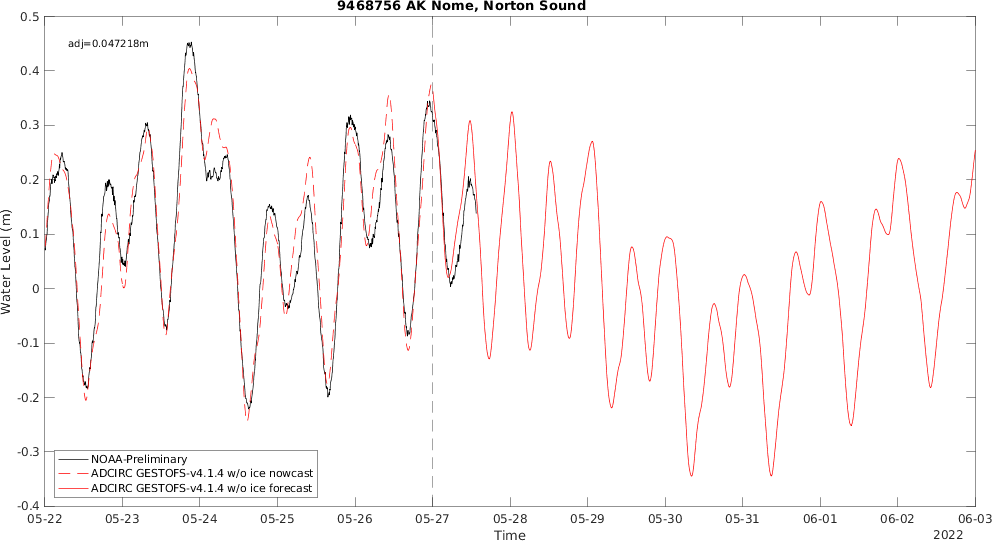 9468756 AK Nome, Norton Sound
adj=0.047218m
Water Level (m)
0.5
0.4
0.3
0.2
0.1
0
-0.1
-0.2
-0.3
-0.4
NOAA-Preliminary
ADCIRC GESTOFS-v4.1.4 w/o ice nowcast
ADCIRC GESTOFS-v4.1.4 w/o ice forecast
05-22 05-23 05-24 05-25 05-26 05-27 05-28 05-29 05-30 05-31 06-01 06-02 06-03
Time
2022